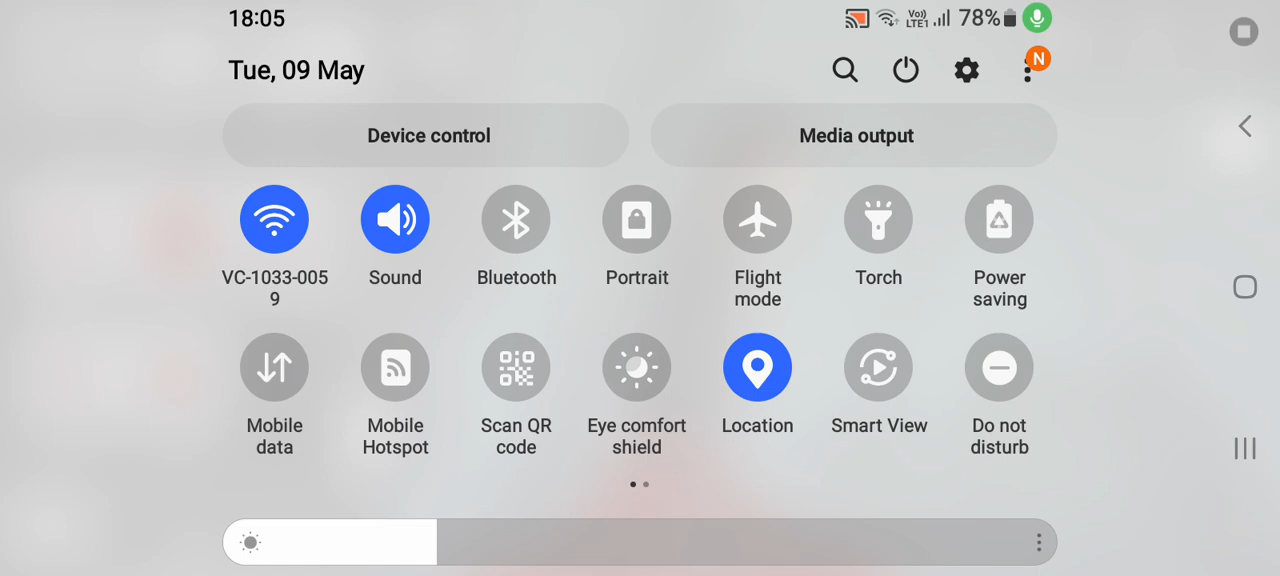 18:05
Vo)) LTE1 78%
Tue, 09 May
N
Device control
Media output
VC-1033-005
9
Sound
Bluetooth
Portrait
Flight
mode
Torch
Power
saving
Mobile
data
Mobile
Hotspot
Scan QR
code
Eye comfort
shield
Location
Smart View
Do not
disturb